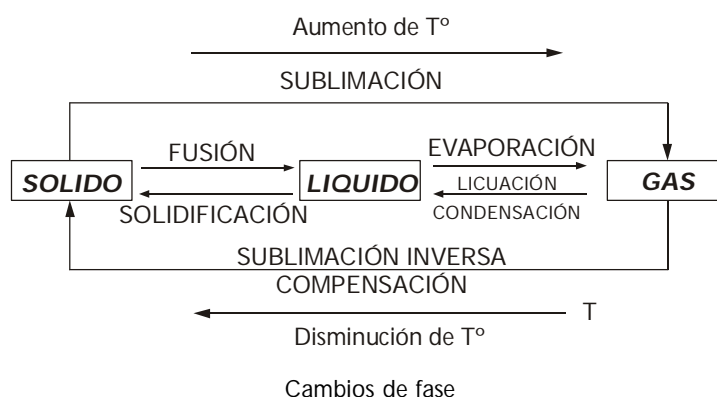 Aumento de Tº
SUBLIMACIÓN
FUSIÓN
EVAPORACIÓN
SOLIDO
LIQUIDO
LICUACIÓN
GAS
SOLIDIFICACIÓN
CONDENSACIÓN
SUBLIMACIÓN INVERSA
COMPENSACIÓN
T
Disminución de Tº
Cambios de fase